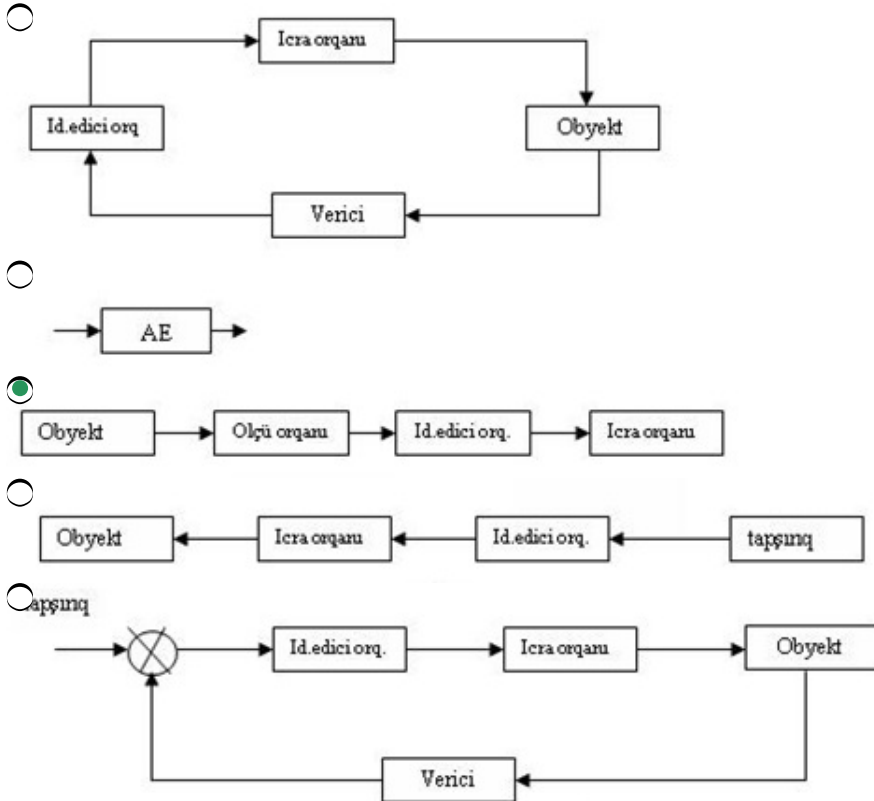 Icra orqanı
Id.edici orq
Obyekt
Verici
AE
Obyekt
Olçü orqanı
Id.edici orq.
Icra orqanı
Obyekt
Icra orqanı
Id.edici orq.
tapşırıq
apşırıq
Id.edici orq.
Icra orqanı
Obyekt
Verici